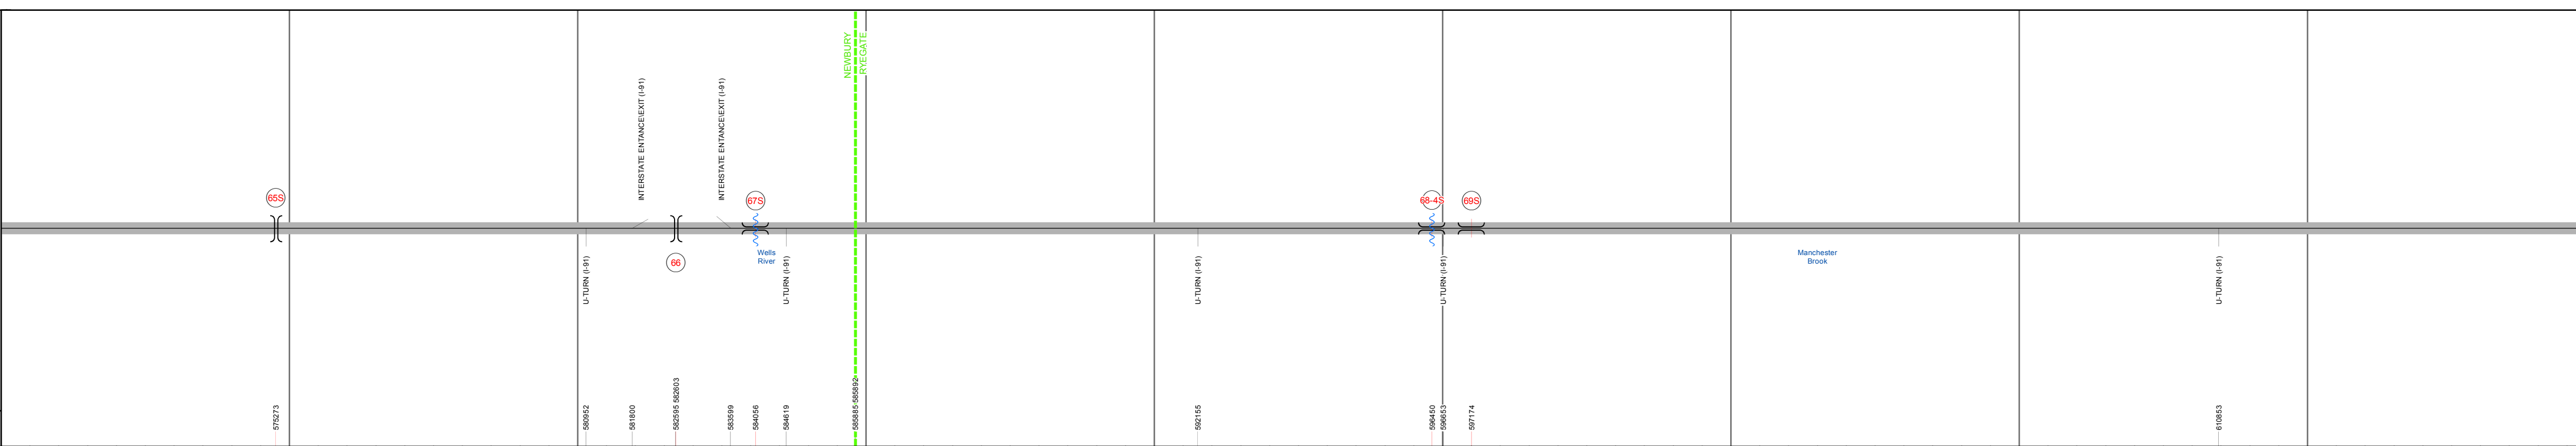 NEWBURY
RYEGATE
INTERSTATE ENTANCE\EXIT (I-91)
INTERSTATE ENTANCE\EXIT (I-91)
65S
67S
68-4S
69S
66
Wells
River
Manchester
Brook
U-TURN (I-91)
U-TURN (I-91)
U-TURN (I-91)
U-TURN (I-91)
U-TURN (I-91)
575273
580952
581800
582595 582603
583599
584056
584619
585885 585892
592155
596450
596653
597174
610853